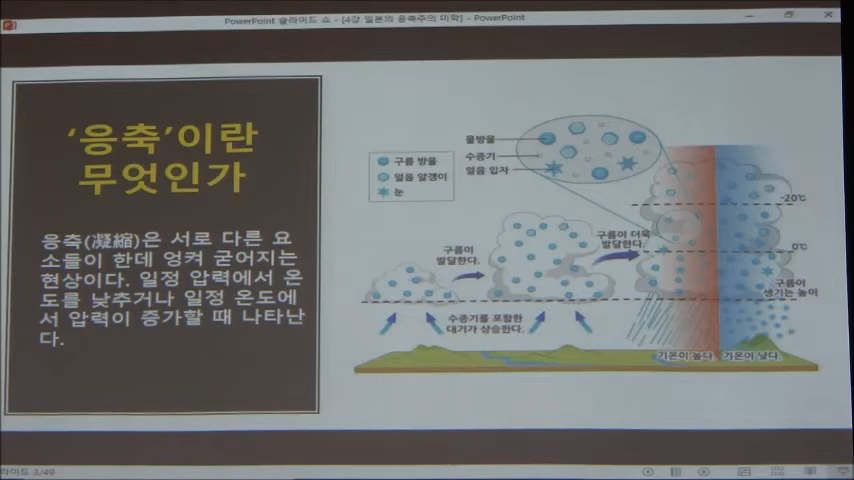 PowerPoint 슬라이드 쇼 - [4강 일본의 응축주의 미학] - PowerPoint
‘응축’이란
무엇인가
응축(凝縮)은 서로 다른 요
소들이 한데 엉켜 굳어지는
현상이다. 일정 압력에서 온
도를 낮추거나 일정 온도에
서 압력이 증가할 때 나타난
다.
구름 방울
얼음 알갱이
눈
물방울
수증기
얼음 입자
구름이
발달한다.
구름이 더욱
발달한다.
-20℃
0℃
구름이
생기는 높이
수증기를 포함한
대기가 상승한다.
기온이 높다
기온이 낮다.
라이드 3/49